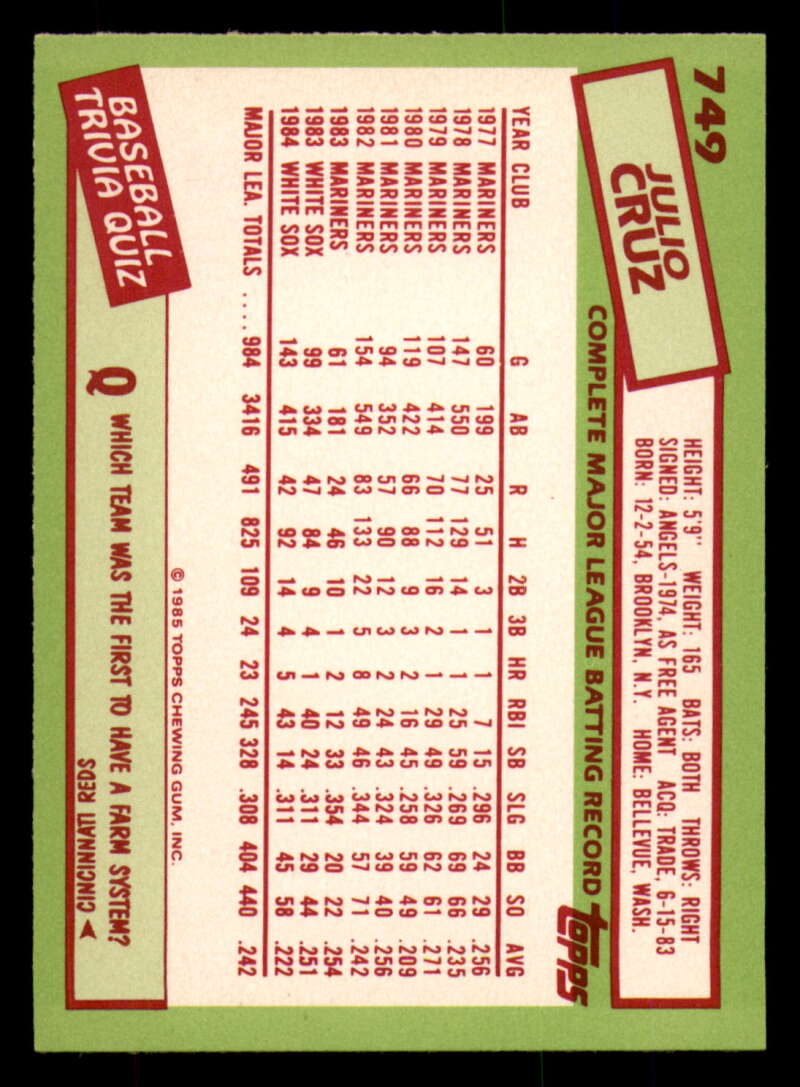 749
JULIO
CRUZ
HEIGHT: 5'9" WEIGHT: 165 BATS: BOTH THROWS: RIGHT
SIGNED: ANGELS-1974, AS FREE AGENT ACQ: TRADE, 6-15-83
BORN: 12-2-54, BROOKLYN, N.Y. HOME: BELLEVUE, WASH.
COMPLETE MAJOR LEAGUE BATTING RECORD topps
YEAR CLUB G AB R H 2B 3B HR RBI SB SLG BB SO AVG
1977 MARINERS 60 199 25 51 3 1 1 7 15 .296 24 29 .256
1978 MARINERS 147 550 77 129 14 1 1 25 59 .269 69 66 .235
1979 MARINERS 107 414 70 112 16 2 1 29 49 .326 62 61 .271
1980 MARINERS 119 422 66 88 9 3 2 16 45 .258 59 49 .209
1981 MARINERS 94 352 57 90 12 3 2 24 43 .324 39 40 .256
1982 MARINERS 154 549 83 133 22 5 8 49 46 .344 57 71 .242
1983 MARINERS 61 181 24 46 10 1 2 12 33 .354 20 22 .254
1983 WHITE SOX 99 334 47 84 9 4 1 40 24 .311 29 44 .251
1984 WHITE SOX 143 415 42 92 14 4 5 43 14 .311 45 58 .222
MAJOR LEA. TOTALS .... 984 3416 491 825 109 24 23 245 328 .308 404 440 .242
© 1985 TOPPS CHEWING GUM, INC.
BASEBALL
TRIVIA QUIZ
Q WHICH TEAM WAS THE FIRST TO HAVE A FARM SYSTEM?
CINCINNATI REDS